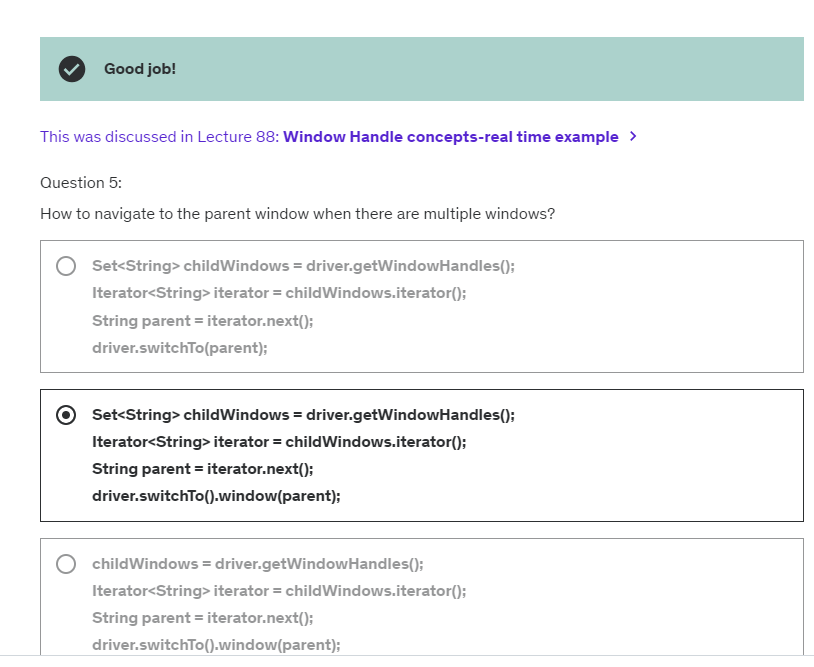 Good job!
This was discussed in Lecture 88: Window Handle concepts-real time example
Question 5:
How to navigate to the parent window when there are multiple windows?
Set<String> childWindows = driver.getWindowHandles();
Iterator<String> iterator = childWindows.iterator();
String parent = iterator.next();
driver.switchTo(parent);
Set<String> childWindows = driver.getWindowHandles();
Iterator<String> iterator = childWindows.iterator();
String parent = iterator.next();
driver.switchTo().window(parent);
childWindows = driver.getWindowHandles();
Iterator<String> iterator = childWindows.iterator();
String parent = iterator.next();
driver.switchTo().window(parent);